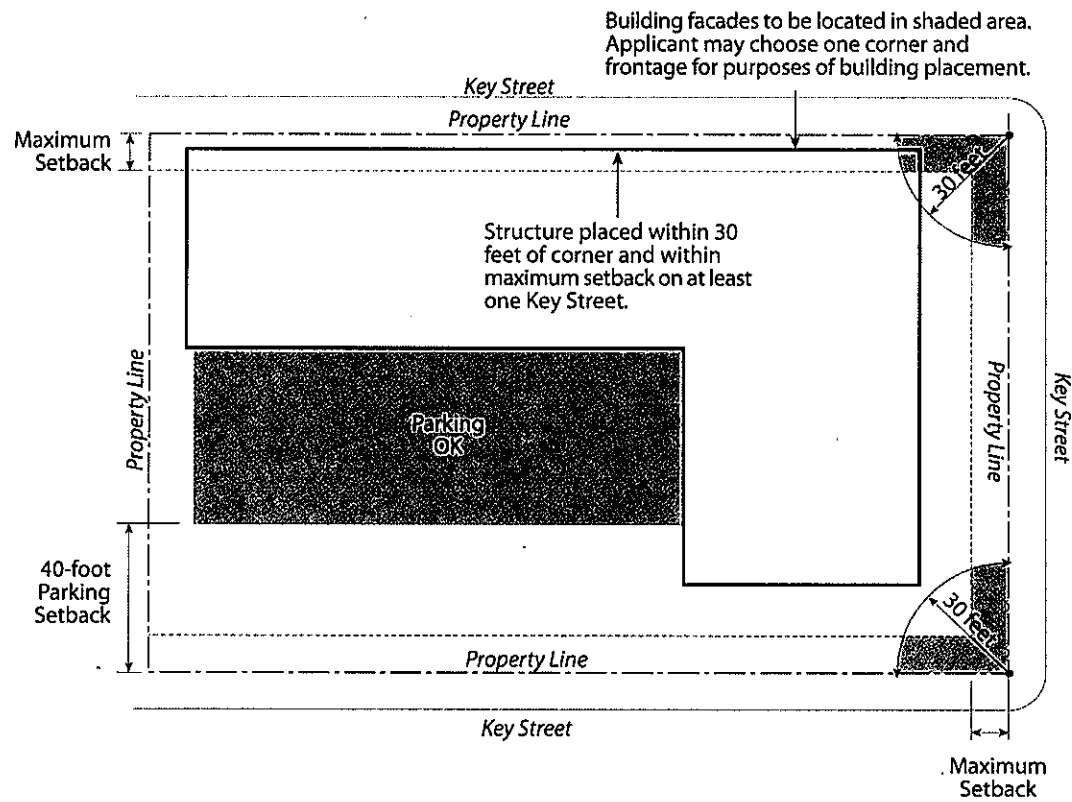 Building facades to be located in shaded area.
Applicant may choose one corner and
frontage for purposes of building placement.
Key Street
Property Line
Maximum
Setback
30 feet
Structure placed within 30
feet of corner and within
maximum setback on at least
one Key Street.
Property Line
Parking
OK
Property Line
Key Street
40-foot
Parking
Setback
30 feet
Property Line
Key Street
Maximum
Setback